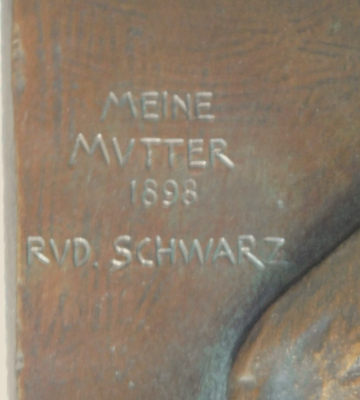 MEINE
MVTTER
1898
RVD. SCHWARZ